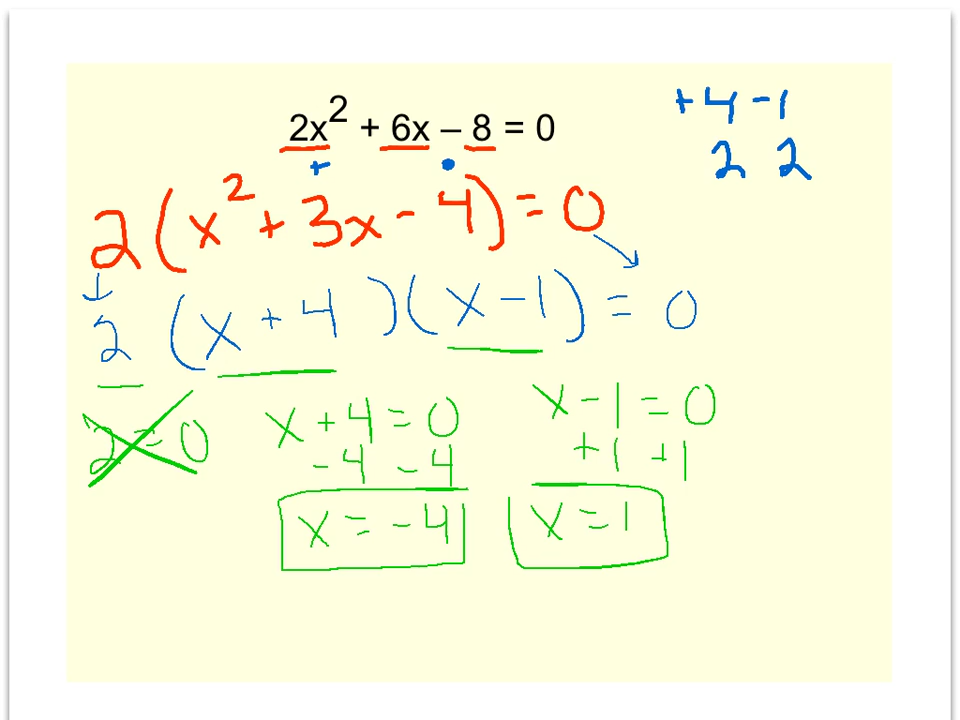 2x² + 6x – 8 = 0
+4 -1
2 2
+ •
2(x² + 3x - 4) = 0
2 (x + 4)(x - 1) = 0
2 = 0
x + 4 = 0
- 4 - 4
x = - 4
x - 1 = 0
+1 +1
x = 1